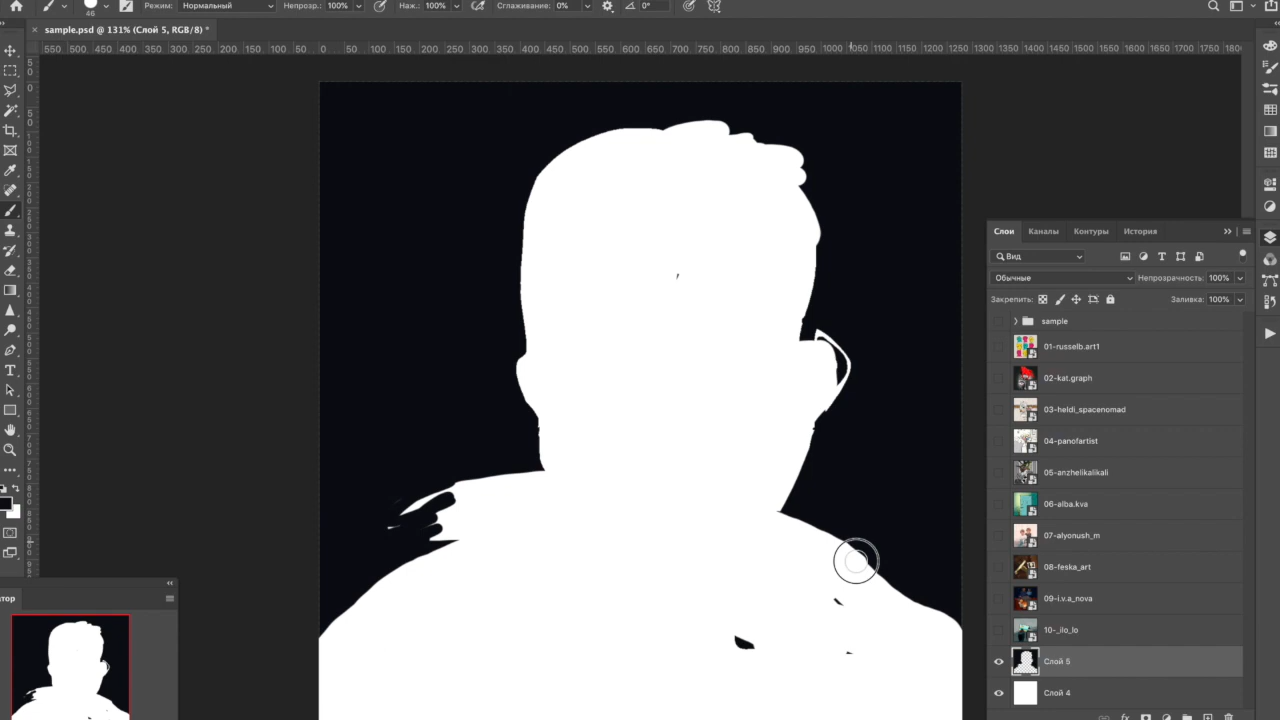 Режим: Нормальный Непрозр.: 100% Наж.: 100% Сглаживание: 0% 0°
46
× sample.psd @ 131% (Слой 5, RGB/8) *
550 500 450 400 350 300 250 200 150 100 50 0 50 100 150 200 250 300 350 400 450 500 550 600 650 700 750 800 850 900 950 1000 1050 1100 1150 1200 1250 1300 1350 1400 1450 1500 1550 1600 1650 1700 1750
Слои Каналы Контуры История
Вид
Обычные Непрозрачность: 100%
Закрепить: Заливка: 100%
sample
01-russelb.art1
02-kat.graph
03-heldi_spacenomad
04-panofartist
05-anzhelikalikali
06-alba.kva
07-alyonush_m
08-feska_art
09-i.v.a_nova
10-_ilo_lo
Слой 5
Слой 4
fx